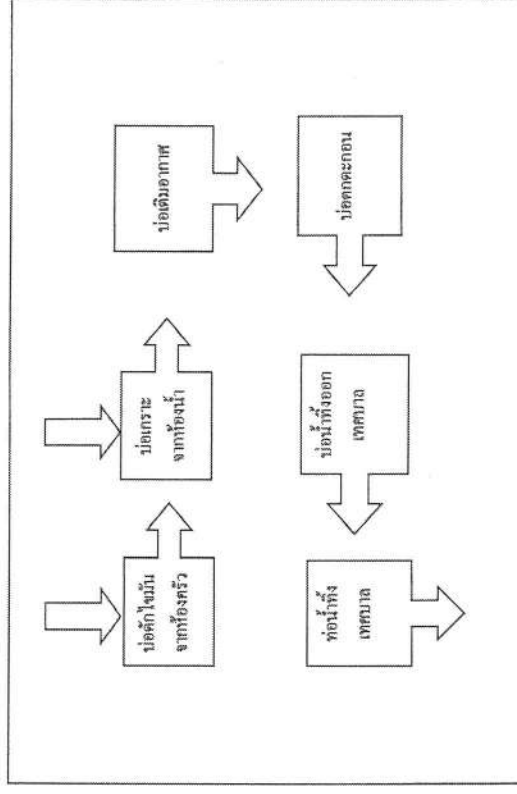 บ่อดักไขมัน
จากห้องครัว
บ่อเกราะ
จากห้องน้ำ
บ่อเติมอากาศ
บ่อตกตะกอน
บ่อน้ำทิ้งออก
เทศบาล
ท่อน้ำทิ้ง
เทศบาล